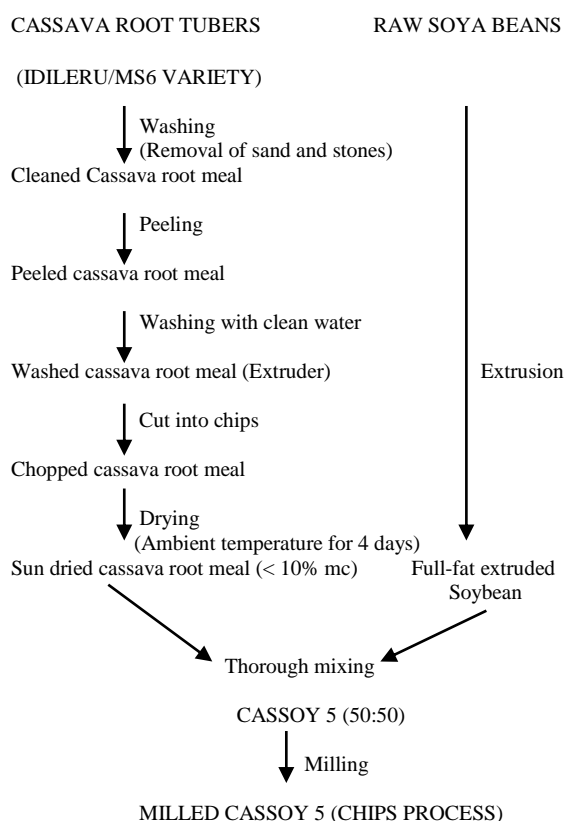 CASSAVA ROOT TUBERS
RAW SOYA BEANS
(IDILERU/MS6 VARIETY)
Washing
(Removal of sand and stones)
Cleaned Cassava root meal
Peeling
Peeled cassava root meal
Washing with clean water
Washed cassava root meal (Extruder)
Extrusion
Cut into chips
Chopped cassava root meal
Drying
(Ambient temperature for 4 days)
Sun dried cassava root meal (< 10% mc)
Full-fat extruded
Soybean
Thorough mixing
CASSOY 5 (50:50)
Milling
MILLED CASSOY 5 (CHIPS PROCESS)